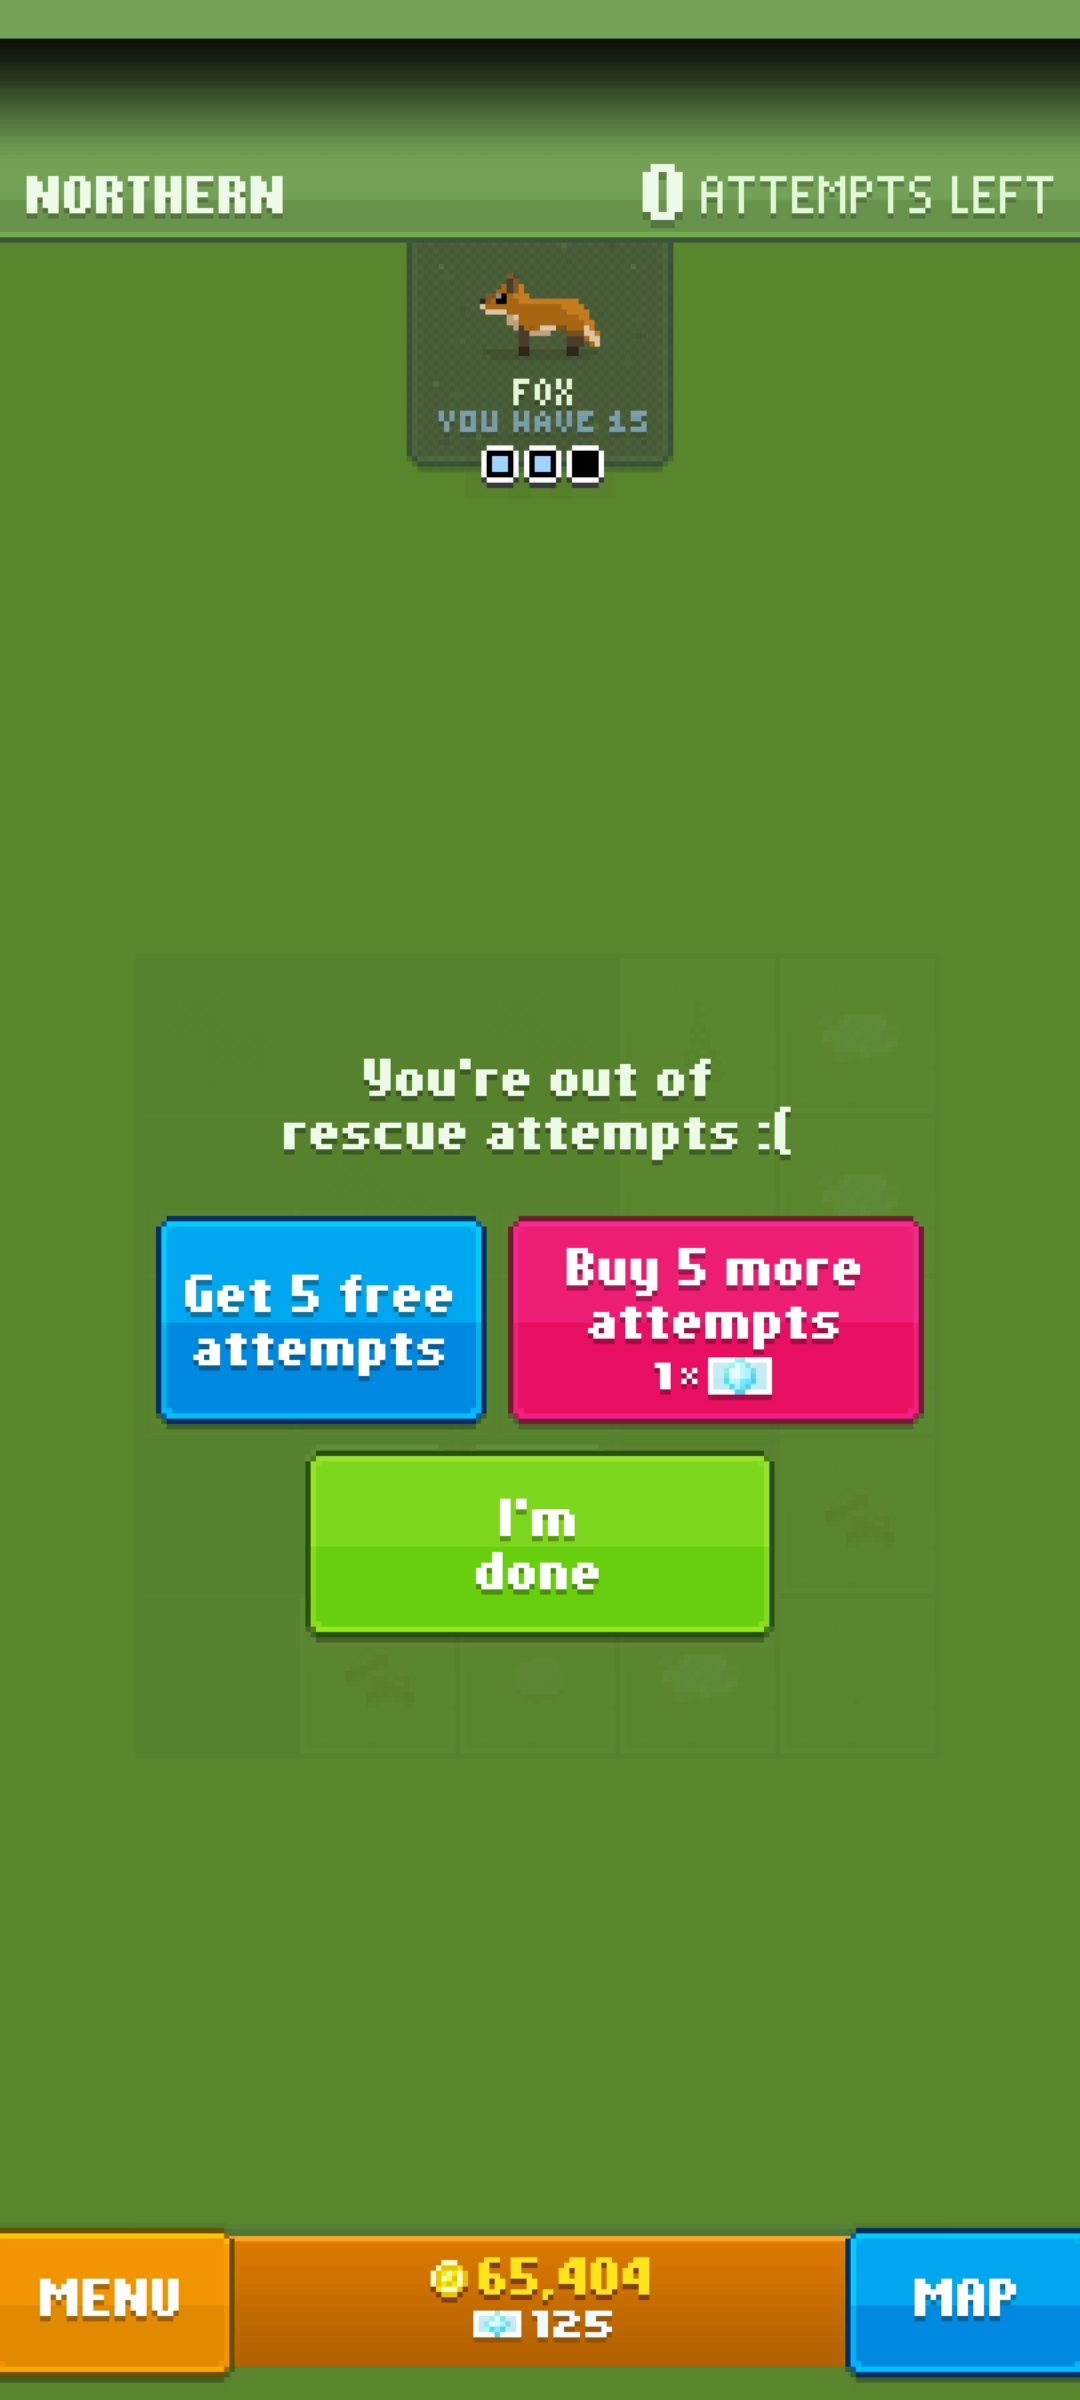 NORTHERN
0 ATTEMPTS LEFT
FOX
YOU HAVE 15
You're out of
rescue attempts :(
Get 5 free
attempts
Buy 5 more
attempts
1×
I'm
done
MENU
65,404
125
MAP